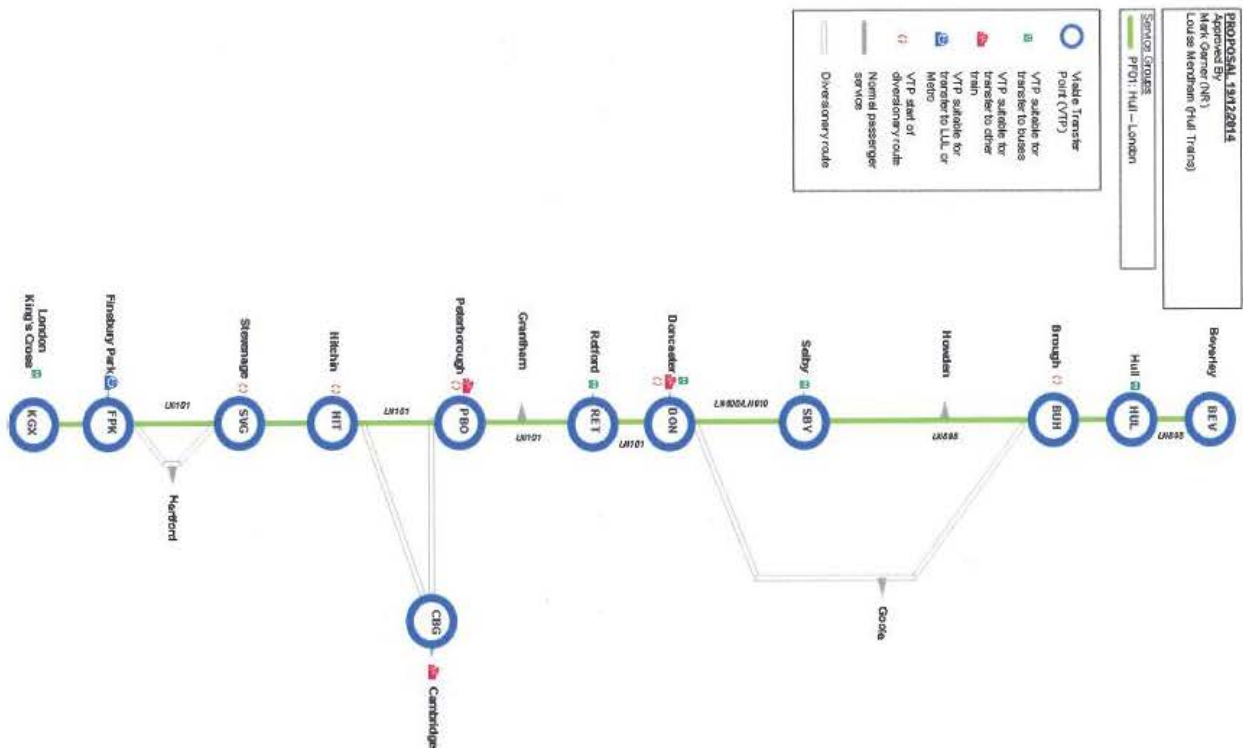 PROPOSAL 19/12/2014
Approved By
Mark Garner (NR)
Louise Mendham (Hull Trains)
Service Groups
PF01: Hull – London
Viable Transfer
Point (VTP)
VTP suitable for
transfer to buses
VTP suitable for
transfer to other
train
VTP suitable for
transfer to LUL or
Metro
VTP start of
diversionary route
Normal passenger
service
Diversionary route
Beverley
BEV
Hull
HUL
Brough
BUH
Howden
Selby
SBY
Goole
Doncaster
DON
LN101
Retford
RET
LN101
Grantham
Peterborough
PBO
LN101
Cambridge
CBG
Hitchin
HIT
Stevenage
SVG
LN101
Hertford
Finsbury Park
FPK
London
King's Cross
KGX